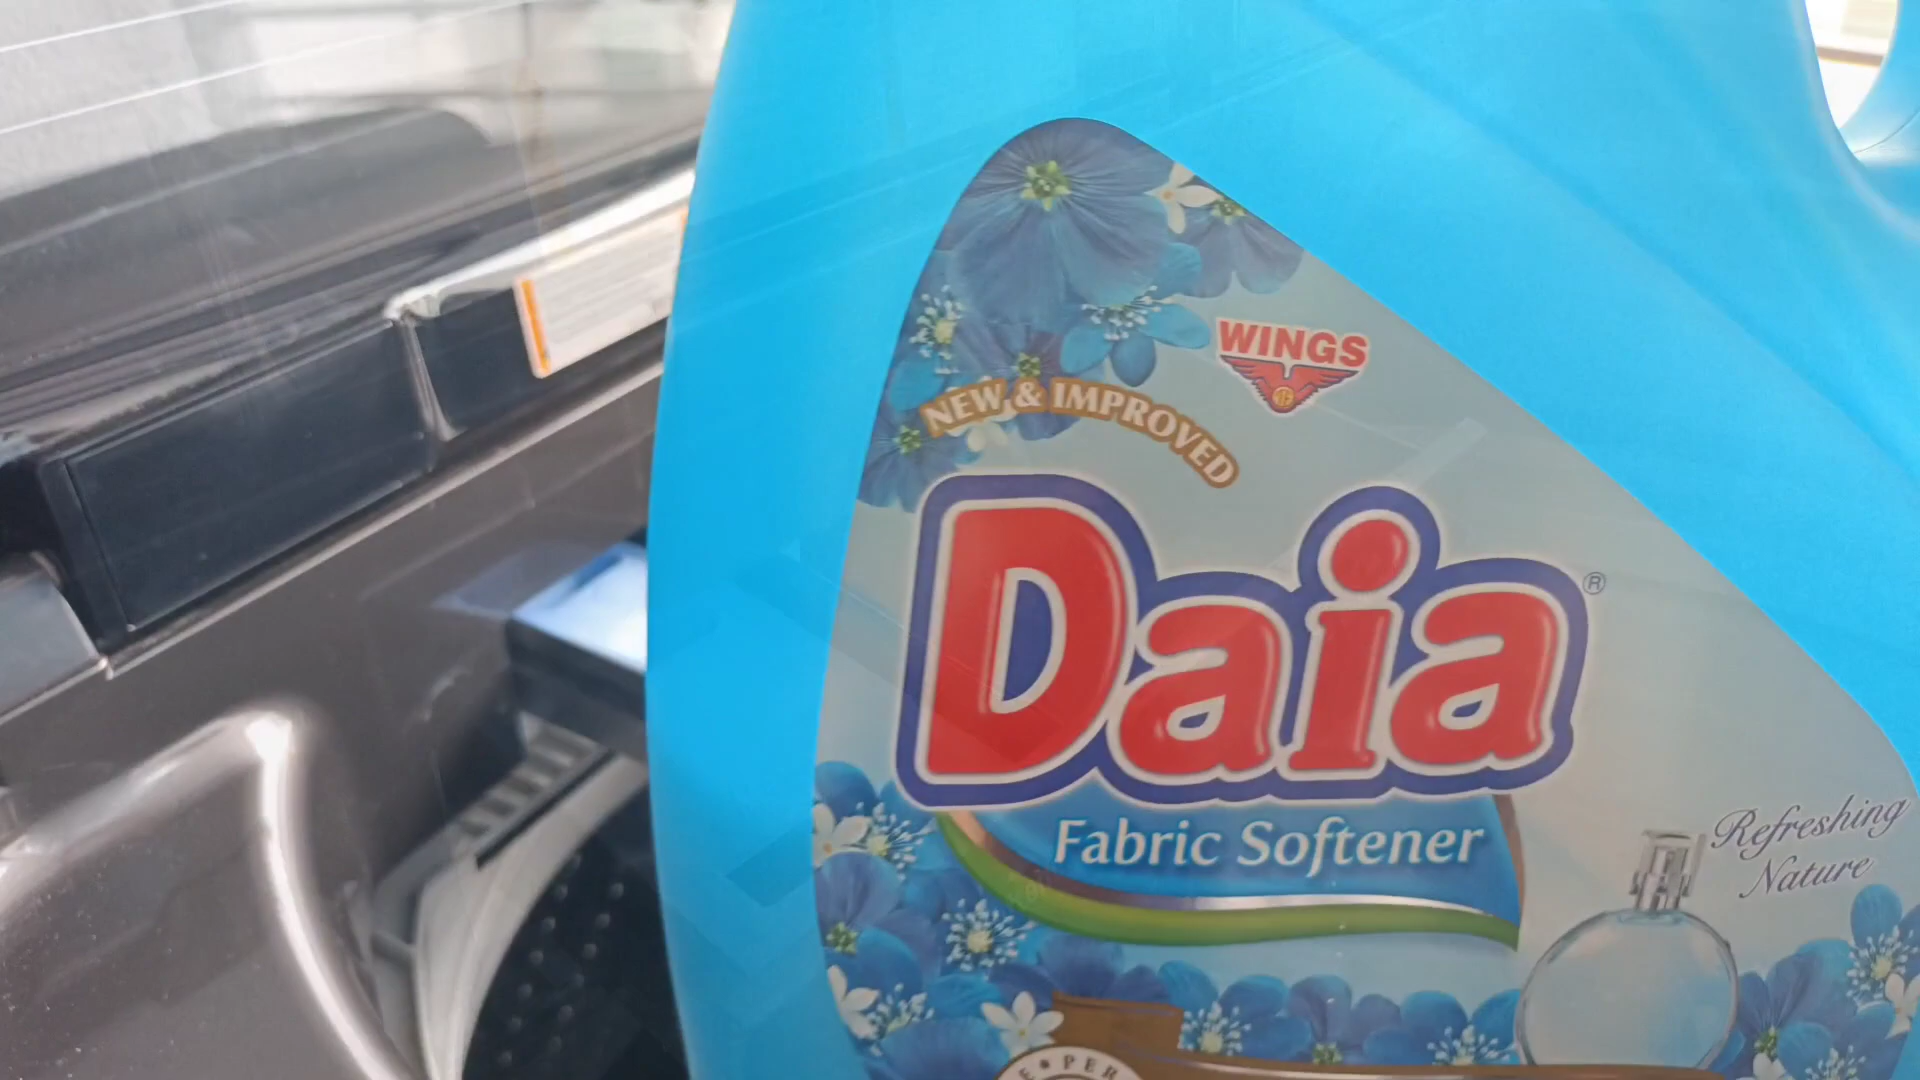 WINGS
NEW & IMPROVED
Daia®
Fabric Softener
Refreshing
Nature